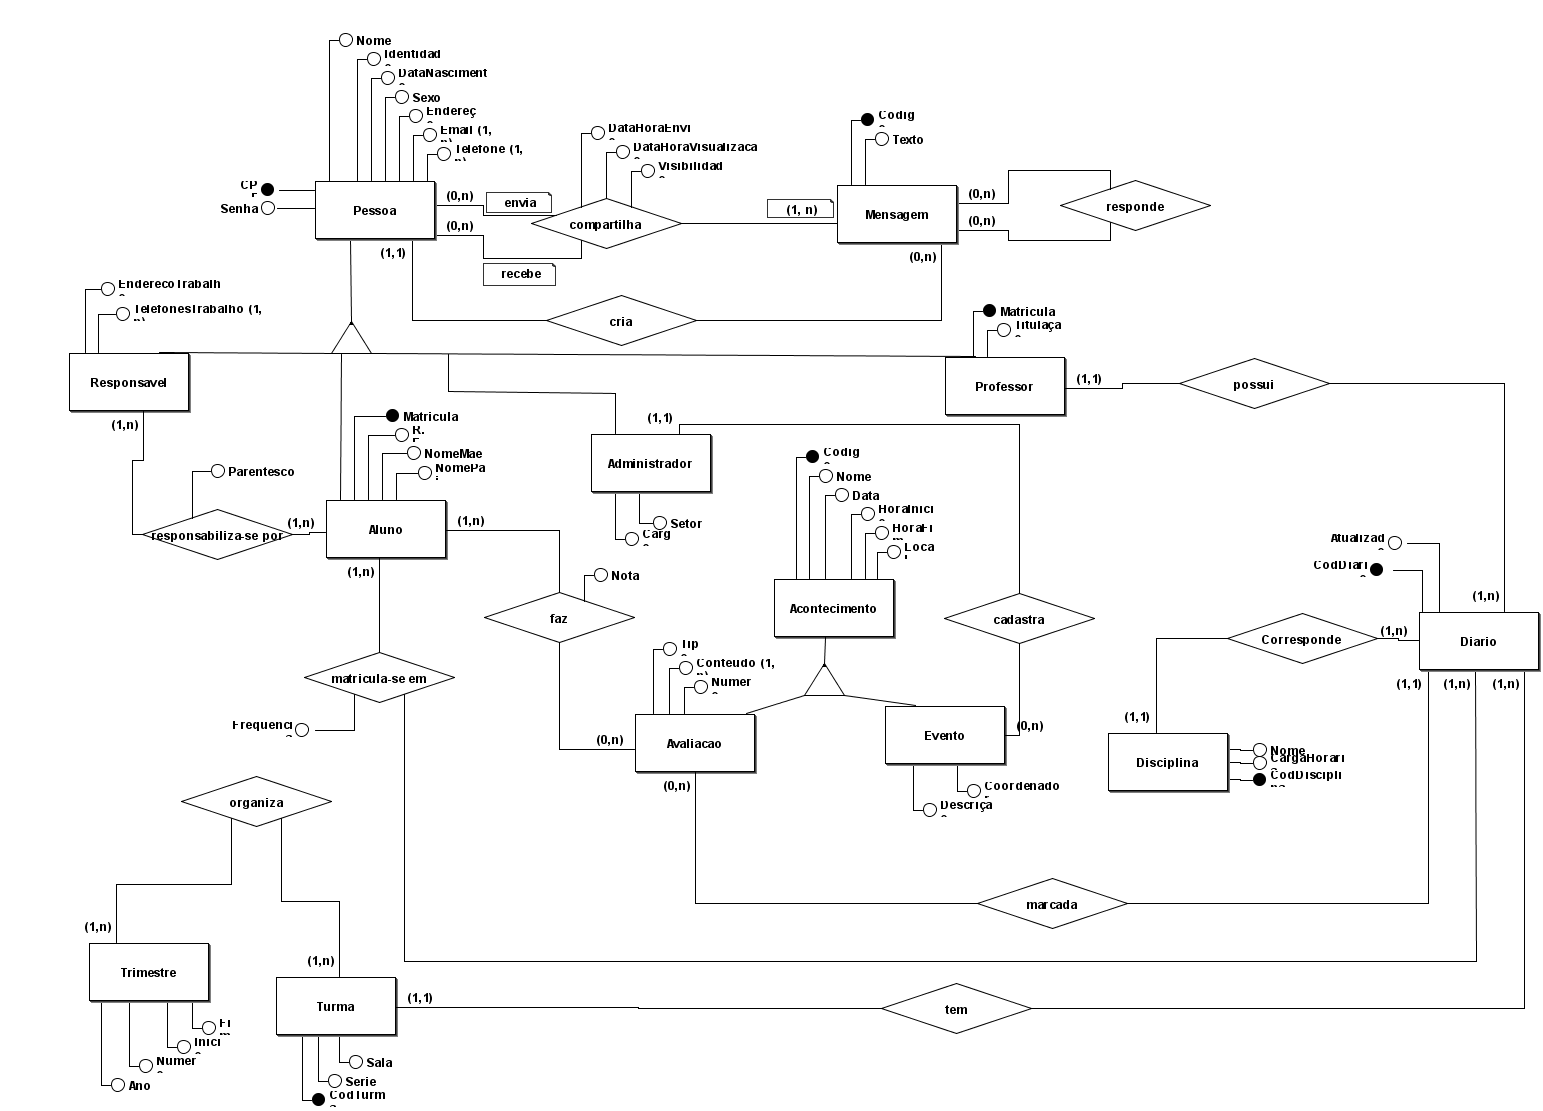 Nome
Identidad
DataNasciment
Sexo
Endereç
Email (1,
n)
Telefone (1,
n)
CP
F
Senha
Pessoa
(0,n)
envia
(0,n)
recebe
(1,1)
DataHoraEnvi
DataHoraVisualizaca
Visibilidad
compartilha
(1, n)
Codig
Texto
Mensagem
(0,n)
(0,n)
responde
(0,n)
cria
EnderecoTrabalh
TelefonesTrabalho (1,
n)
Responsavel
(1,n)
Matricula
Titulaça
Professor
(1,1)
possui
Parentesco
responsabiliza-se por
(1,n)
Matricula
R.
NomeMae
NomePa
i
Aluno
(1,n)
(1,n)
(1,1)
Administrador
Setor
Carg
Codig
Nome
Data
HoraInici
HoraFi
m
Loca
l
Acontecimento
cadastra
Nota
faz
Atualizad
CodDiari
(1,n)
Corresponde
(1,n)
Diario
(1,1)
(1,n)
(1,n)
matricula-se em
Frequenci
Tip
Conteudo (1,
n)
Numer
(0,n)
Avaliacao
(0,n)
Evento
(0,n)
Coordenado
r
Descriça
(1,1)
Disciplina
Nome
CargaHorari
CodDiscipli
na
organiza
marcada
(1,n)
Trimestre
Fi
m
Inici
Numer
Ano
(1,n)
Turma
(1,1)
tem
Sala
Serie
CodTurm